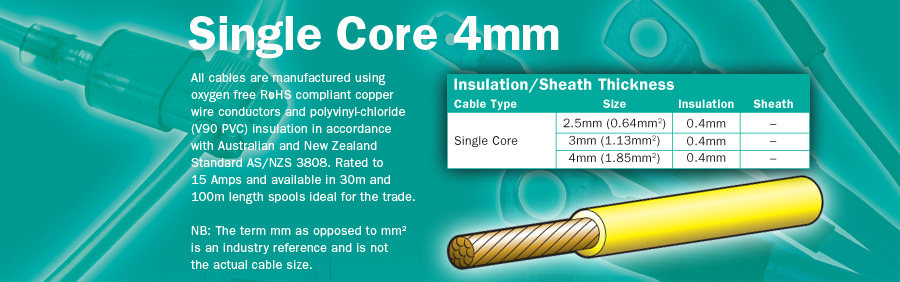 Single Core 4mm
All cables are manufactured using
oxygen free RoHS compliant copper
wire conductors and polyvinyl-chloride
(V90 PVC) insulation in accordance
with Australian and New Zealand
Standard AS/NZS 3808. Rated to
15 Amps and available in 30m and
100m length spools ideal for the trade.
NB: The term mm as opposed to mm²
is an industry reference and is not
the actual cable size.
Insulation/Sheath Thickness
Cable Type Size Insulation Sheath
Single Core
2.5mm (0.64mm²) 0.4mm –
3mm (1.13mm²) 0.4mm –
4mm (1.85mm²) 0.4mm –